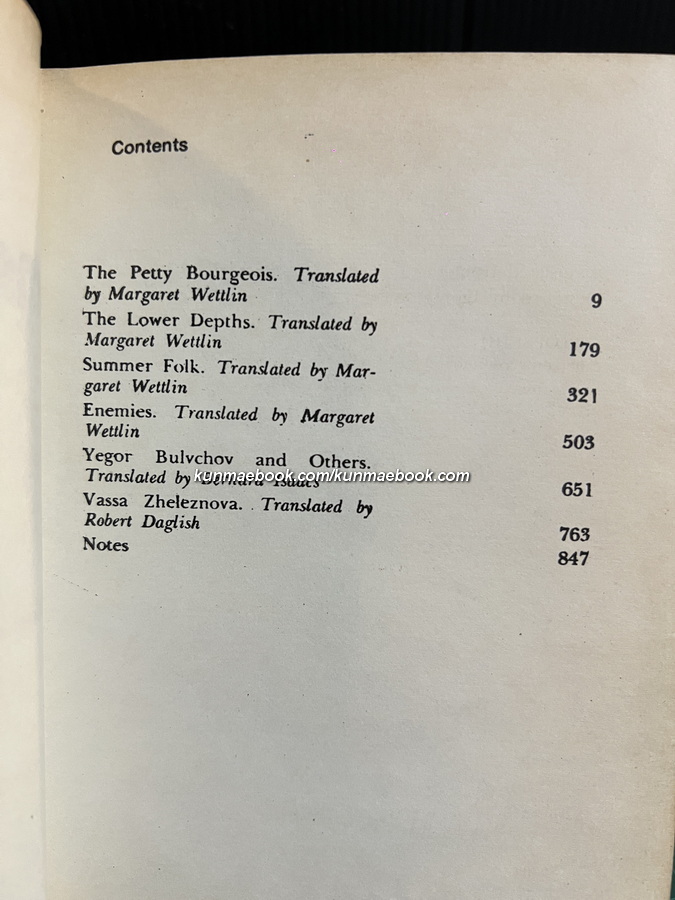 Contents
The Petty Bourgeois. Translated
by Margaret Wettlin 9
The Lower Depths. Translated by
Margaret Wettlin 179
Summer Folk. Translated by Mar-
garet Wettlin 321
Enemies. Translated by Margaret
Wettlin 503
Yegor Bulychov and Others.
Translated by Bernard Isaacs 651
kunmaebook.com/kunmaebook.com
Vassa Zheleznova. Translated by
Robert Daglish 763
Notes 847